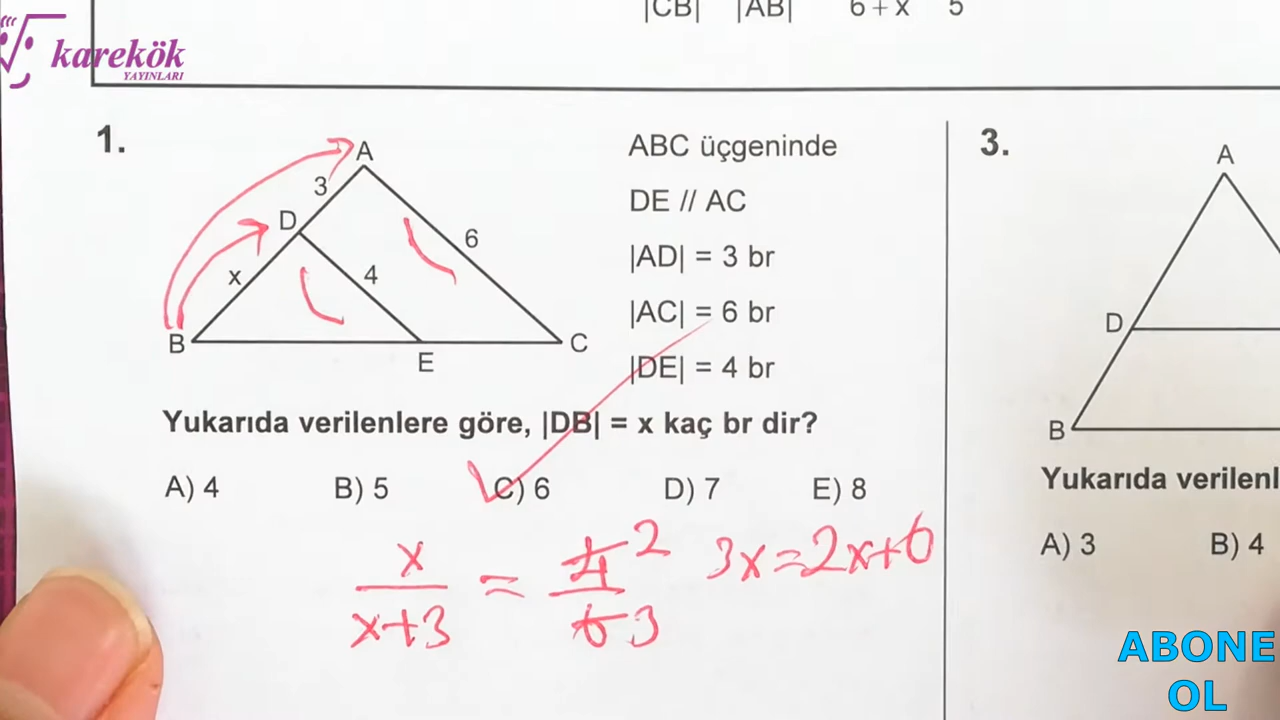 |CB| |AB| 6 + x 5
karekök
YAYINLARI
1.
A
3
D
6
x
4
B
E
C
ABC üçgeninde
DE // AC
|AD| = 3 br
|AC| = 6 br
|DE| = 4 br
Yukarıda verilenlere göre, |DB| = x kaç br dir?
A) 4 B) 5 C) 6 D) 7 E) 8
x/x+3 = 4/6 2/3 3x=2x+6
3.
A
D
B
Yukarıda verilenl
A) 3 B) 4
ABONE
OL